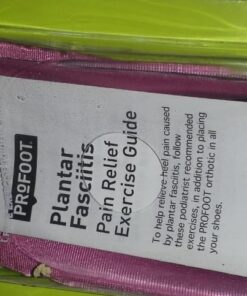 PROFOOT.
Plantar
Fasciitis
Pain Relief
Exercise Guide
To help relieve heel pain caused
by plantar fasciitis, follow
these podiatrist recommended
exercises, in addition to placing
the PROFOOT orthotic in all
your shoes.